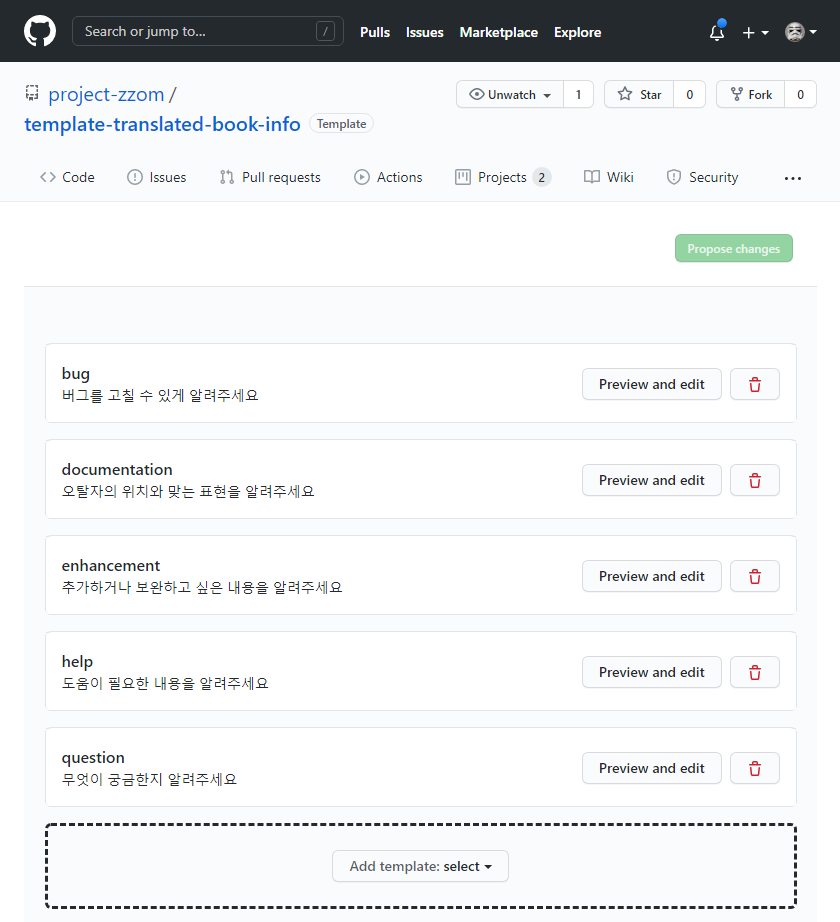 Search or jump to... /
Pulls Issues Marketplace Explore
project-zzom /
template-translated-book-info Template
Unwatch 1 Star 0 Fork 0
Code Issues Pull requests Actions Projects 2 Wiki Security ...
Propose changes
bug
버그를 고칠 수 있게 알려주세요
Preview and edit
documentation
오탈자의 위치와 맞는 표현을 알려주세요
Preview and edit
enhancement
추가하거나 보완하고 싶은 내용을 알려주세요
Preview and edit
help
도움이 필요한 내용을 알려주세요
Preview and edit
question
무엇이 궁금한지 알려주세요
Preview and edit
Add template: select